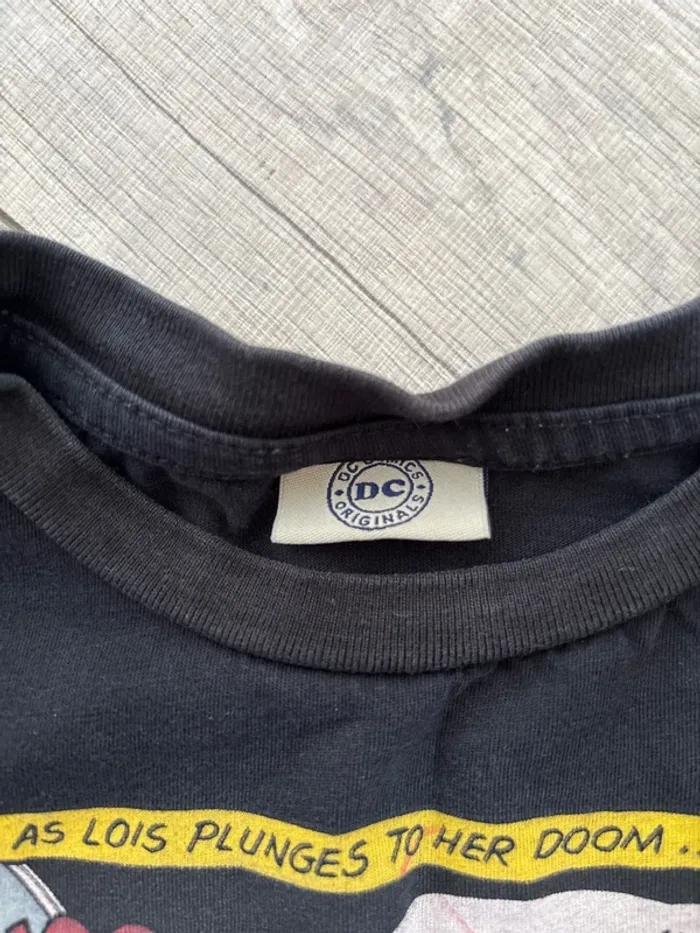 DC COMICS
DC
ORIGINALS
AS LOIS PLUNGES TO HER DOOM ..